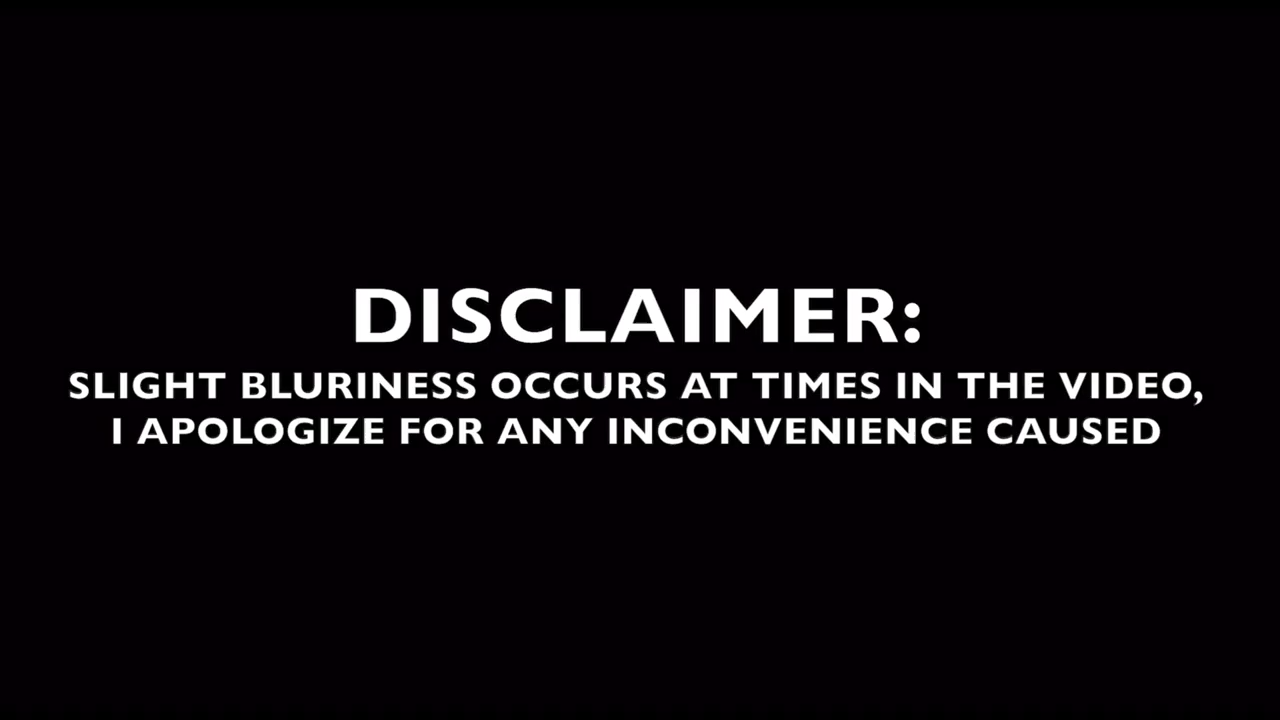 DISCLAIMER:
SLIGHT BLURINESS OCCURS AT TIMES IN THE VIDEO,
I APOLOGIZE FOR ANY INCONVENIENCE CAUSED